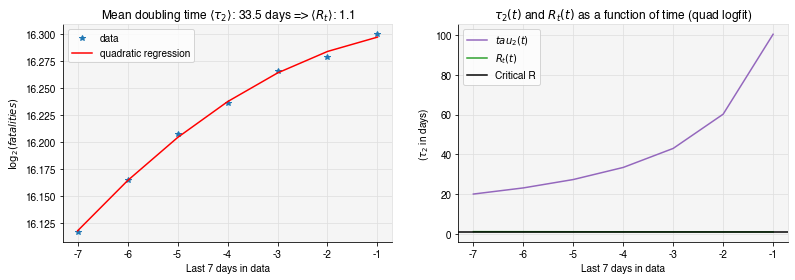 Mean doubling time ⟨τ₂⟩: 33.5 days => ⟨Rₜ⟩: 1.1
data
quadratic regression
log₂(fatalities)
16.300
16.275
16.250
16.225
16.200
16.175
16.150
16.125
-7 -6 -5 -4 -3 -2 -1
Last 7 days in data
τ₂(t) and Rₜ(t) as a function of time (quad logfit)
tau₂(t)
Rₜ(t)
Critical R
(τ₂ in days)
100
80
60
40
20
0
-7 -6 -5 -4 -3 -2 -1
Last 7 days in data